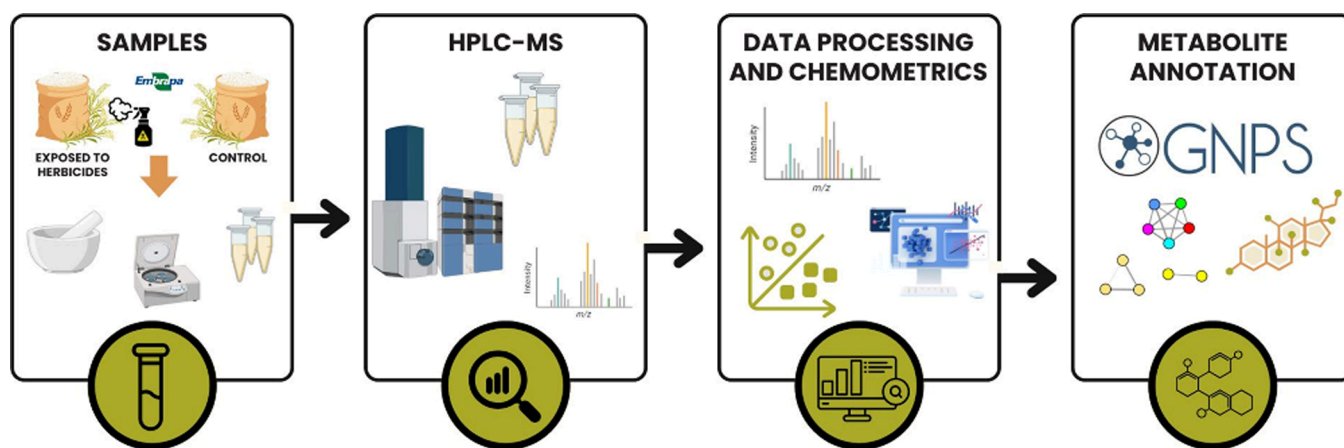 SAMPLES
Embrapa
EXPOSED TO
HERBICIDES
CONTROL
HPLC-MS
Intensity
m/z
DATA PROCESSING
AND CHEMOMETRICS
Intensity
m/z
METABOLITE
ANNOTATION
GNPS